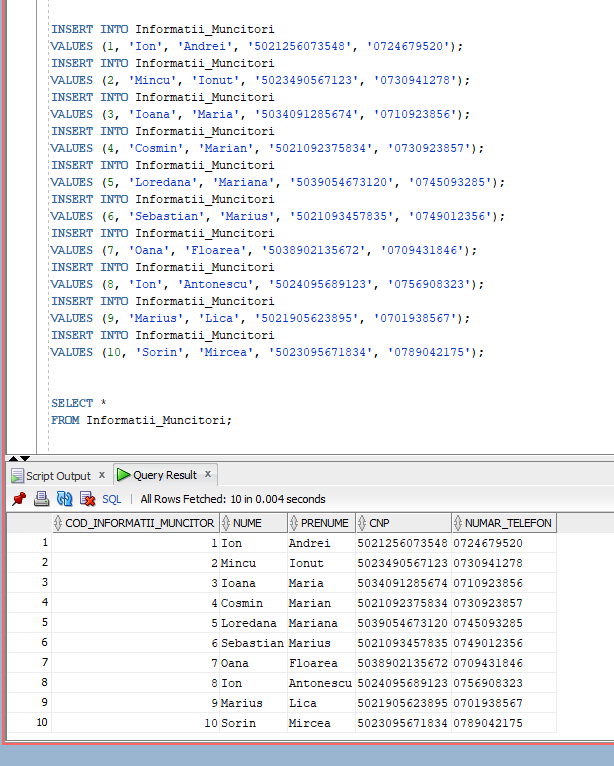 INSERT INTO Informatii_Muncitori
VALUES (1, 'Ion', 'Andrei', '5021256073548', '0724679520');
INSERT INTO Informatii_Muncitori
VALUES (2, 'Mincu', 'Ionut', '5023490567123', '0730941278');
INSERT INTO Informatii_Muncitori
VALUES (3, 'Ioana', 'Maria', '5034091285674', '0710923856');
INSERT INTO Informatii_Muncitori
VALUES (4, 'Cosmin', 'Marian', '5021092375834', '0730923857');
INSERT INTO Informatii_Muncitori
VALUES (5, 'Loredana', 'Mariana', '5039054673120', '0745093285');
INSERT INTO Informatii_Muncitori
VALUES (6, 'Sebastian', 'Marius', '5021093457835', '0749012356');
INSERT INTO Informatii_Muncitori
VALUES (7, 'Oana', 'Floarea', '5038902135672', '0709431846');
INSERT INTO Informatii_Muncitori
VALUES (8, 'Ion', 'Antonescu', '5024095689123', '0756908323');
INSERT INTO Informatii_Muncitori
VALUES (9, 'Marius', 'Lica', '5021905623895', '0701938567');
INSERT INTO Informatii_Muncitori
VALUES (10, 'Sorin', 'Mircea', '5023095671834', '0789042175');
SELECT *
FROM Informatii_Muncitori;
Script Output x Query Result x
SQL | All Rows Fetched: 10 in 0.004 seconds
COD_INFORMATII_MUNCITOR NUME PRENUME CNP NUMAR_TELEFON
1 1 Ion Andrei 5021256073548 0724679520
2 2 Mincu Ionut 5023490567123 0730941278
3 3 Ioana Maria 5034091285674 0710923856
4 4 Cosmin Marian 5021092375834 0730923857
5 5 Loredana Mariana 5039054673120 0745093285
6 6 Sebastian Marius 5021093457835 0749012356
7 7 Oana Floarea 5038902135672 0709431846
8 8 Ion Antonescu 5024095689123 0756908323
9 9 Marius Lica 5021905623895 0701938567
10 10 Sorin Mircea 5023095671834 0789042175